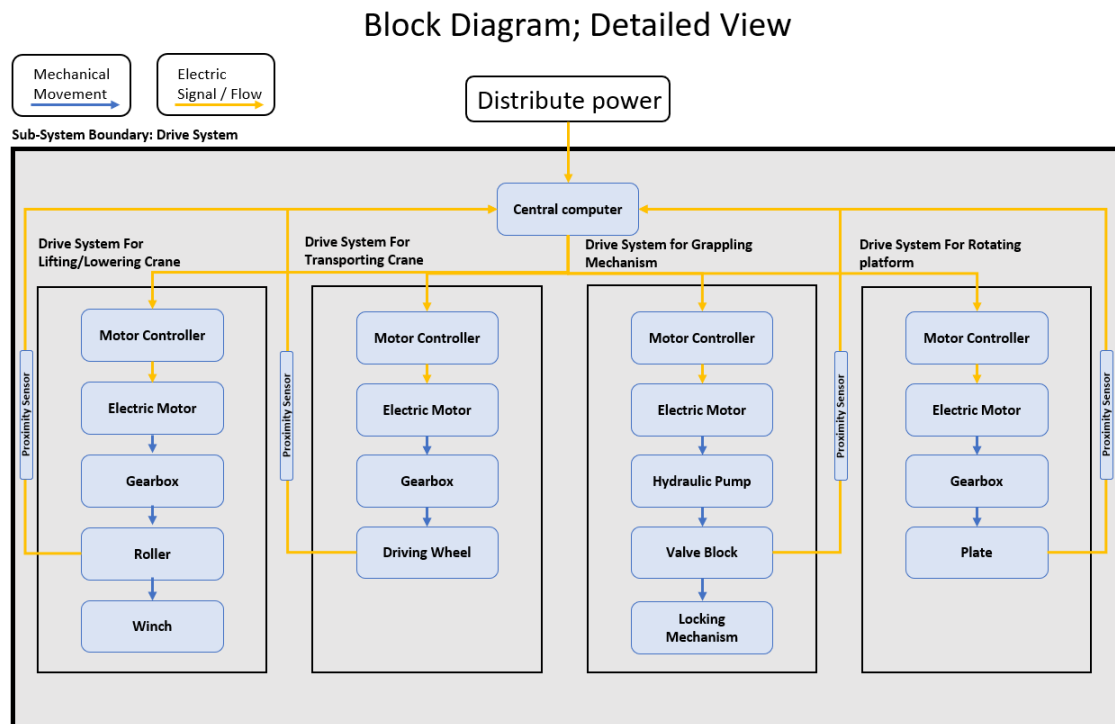 Block Diagram; Detailed View
Mechanical
Movement
Electric
Signal / Flow
Distribute power
Sub-System Boundary: Drive System
Central computer
Drive System For
Lifting/Lowering Crane
Drive System For
Transporting Crane
Drive System for Grappling
Mechanism
Drive System For Rotating
platform
Motor Controller
Electric Motor
Gearbox
Roller
Winch
Proximity Sensor
Motor Controller
Electric Motor
Gearbox
Driving Wheel
Proximity Sensor
Motor Controller
Electric Motor
Hydraulic Pump
Valve Block
Locking
Mechanism
Proximity Sensor
Motor Controller
Electric Motor
Gearbox
Plate
Proximity Sensor